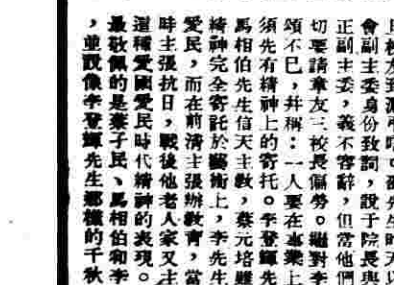 會副主委身份致詞，說于院長與
正副主委，義不容辭，但當他們
切要請章友三校長偏勞。繼對李
頌不已，幷稱：一人要在事業上
須先有精神上的寄托。李登輝先
馬相伯先生信天主教，蔡元培雖
精神完全寄託於藝術上，李先生
愛民，而在前清主張辦教育，當
時主張抗日，戰後他老人家又主
這種愛國愛民時代精神的表現。
最敬佩的是蔡孑民、馬相伯和李
，並說像李登輝先生那樣的千秋